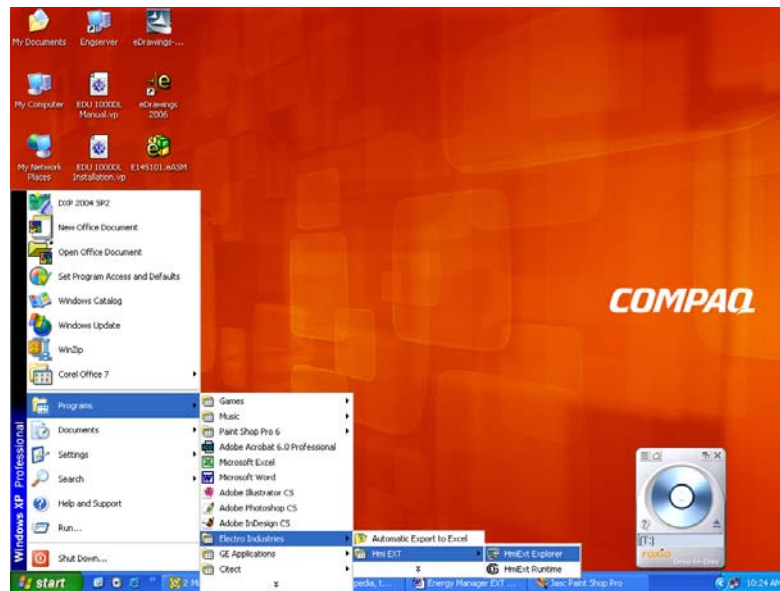 My Documents
Engserver
eDrawings-...
My Computer
EDU 1000DL
Manual.vp
eDrawings
2006
My Network
Places
EDU 1000DL
Installation.vp
E145101.eASM
COMPAQ
DXP 2004 SP2
New Office Document
Open Office Document
Set Program Access and Defaults
Windows Catalog
Windows Update
WinZip
Corel Office 7
Programs
Documents
Settings
Search
Help and Support
Run...
Shut Down...
Windows XP Professional
Games
Music
Paint Shop Pro 6
Adobe Acrobat 6.0 Professional
Microsoft Excel
Microsoft Word
Adobe Illustrator CS
Adobe Photoshop CS
Adobe InDesign CS
Electro Industries
GE Applications
Citect
Automatic Export to Excel
Hmi EXT
HmiExt Explorer
HmiExt Runtime
[T:]
roxio
Drag-to-Disc
start
2 M
pedia, t...
Energy Manager EXT ...
Jasc Paint Shop Pro
10:24 AM